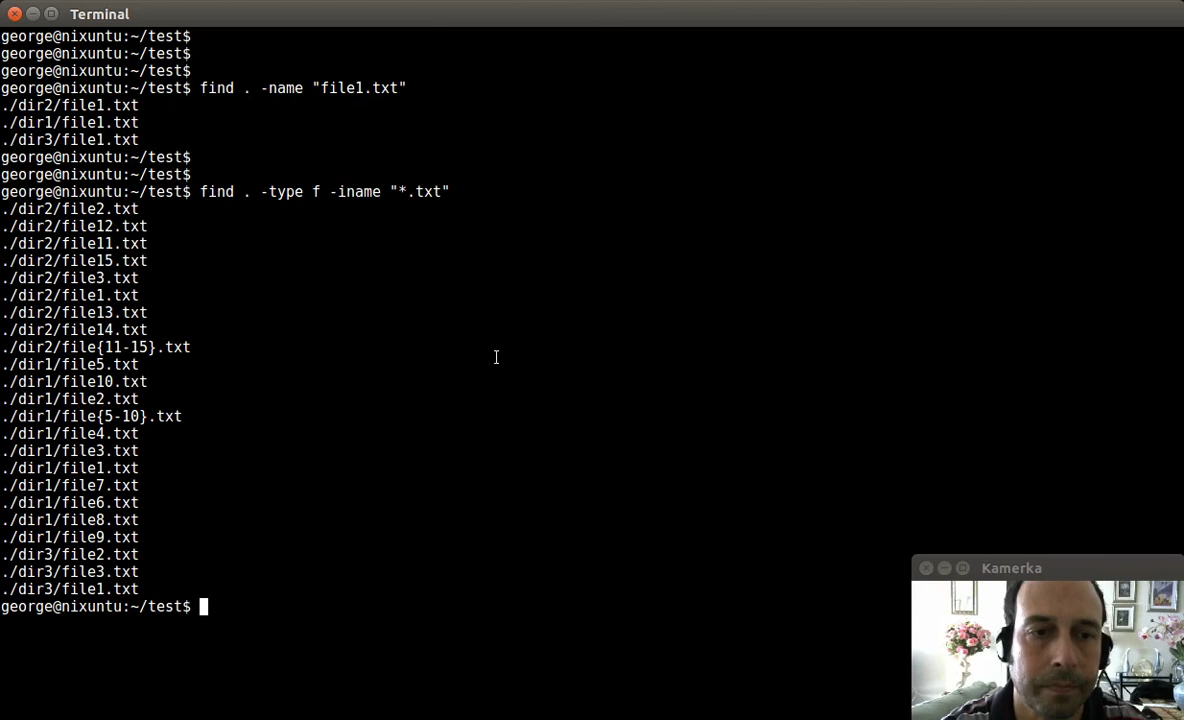 Terminal
george@nixuntu:~/test$
george@nixuntu:~/test$
george@nixuntu:~/test$
george@nixuntu:~/test$ find . -name "file1.txt"
./dir2/file1.txt
./dir1/file1.txt
./dir3/file1.txt
george@nixuntu:~/test$
george@nixuntu:~/test$
george@nixuntu:~/test$ find . -type f -iname "*.txt"
./dir2/file2.txt
./dir2/file12.txt
./dir2/file11.txt
./dir2/file15.txt
./dir2/file3.txt
./dir2/file1.txt
./dir2/file13.txt
./dir2/file14.txt
./dir2/file{11-15}.txt
./dir1/file5.txt
./dir1/file10.txt
./dir1/file2.txt
./dir1/file{5-10}.txt
./dir1/file4.txt
./dir1/file3.txt
./dir1/file1.txt
./dir1/file7.txt
./dir1/file6.txt
./dir1/file8.txt
./dir1/file9.txt
./dir3/file2.txt
./dir3/file3.txt
./dir3/file1.txt
george@nixuntu:~/test$
Kamerka